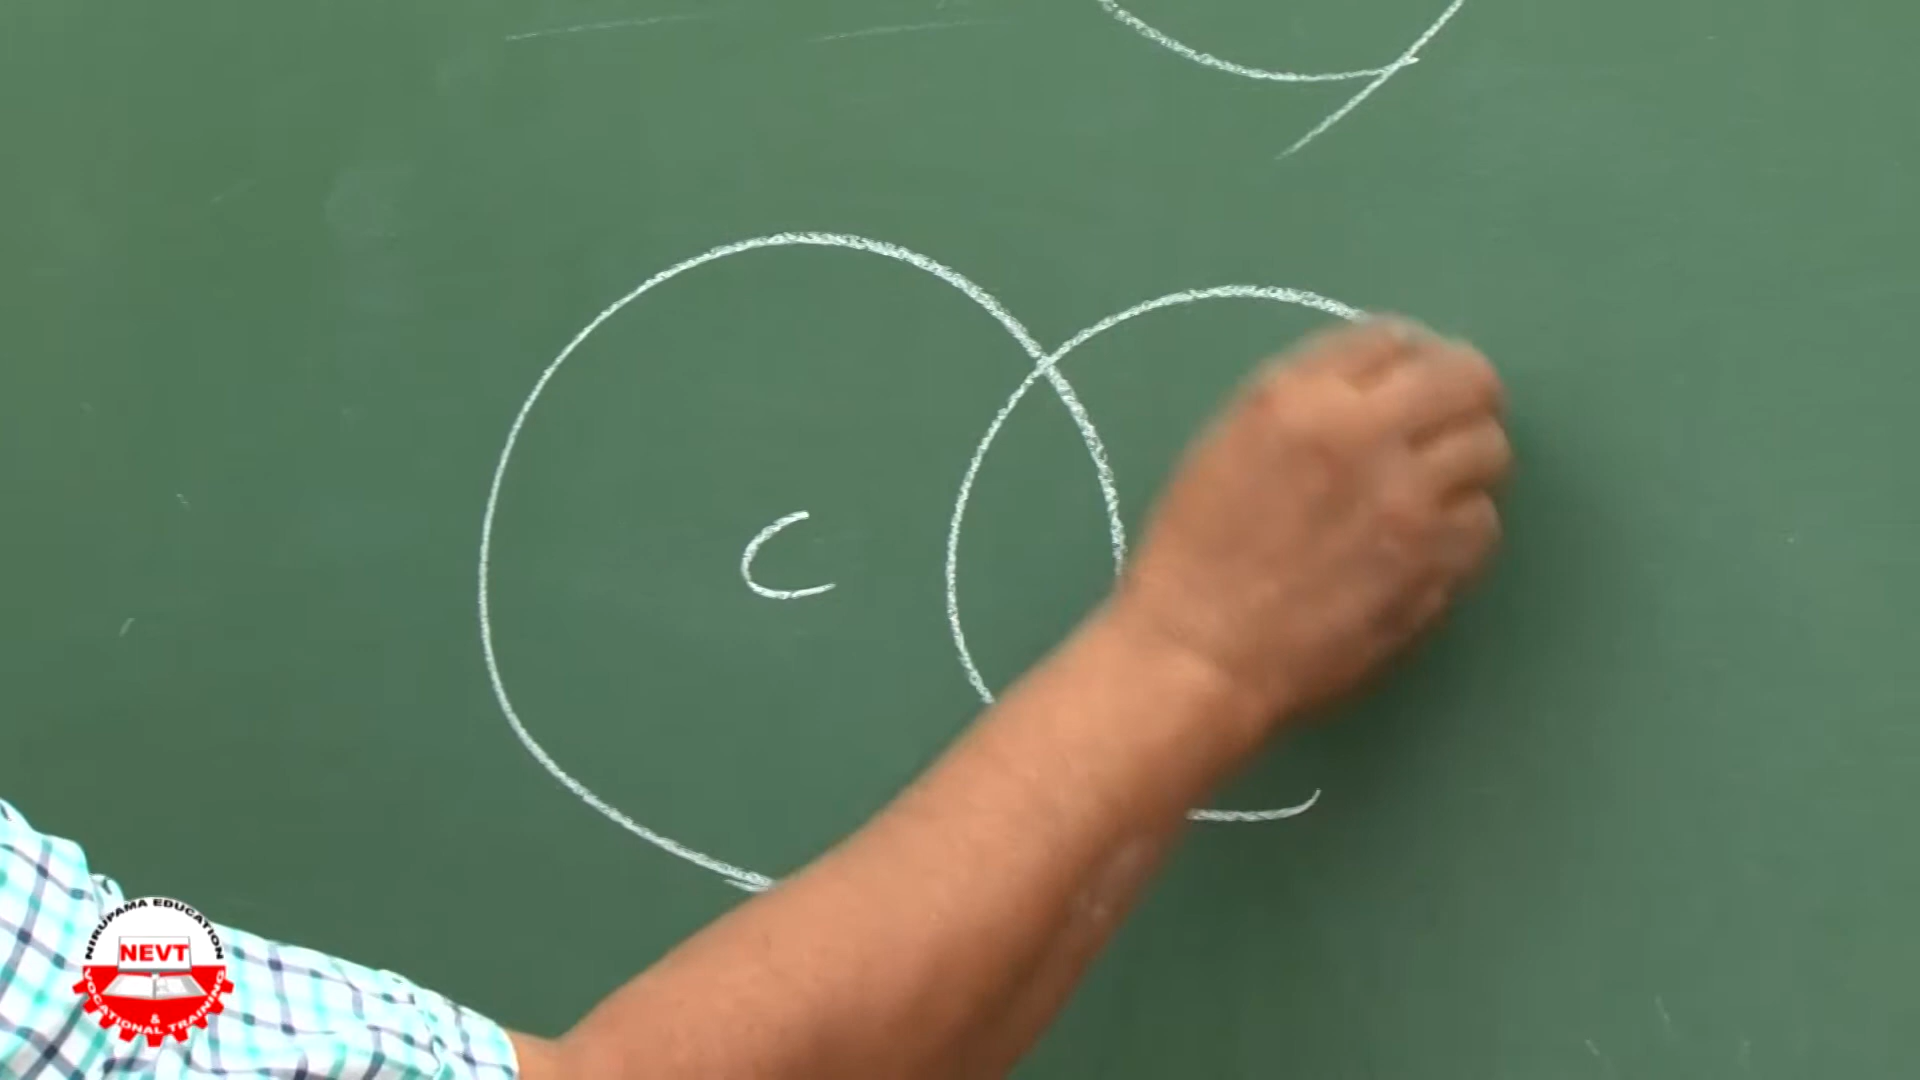 C
NIRUPAMA EDUCATION
NEVT
&
VOCATIONAL TRAINING